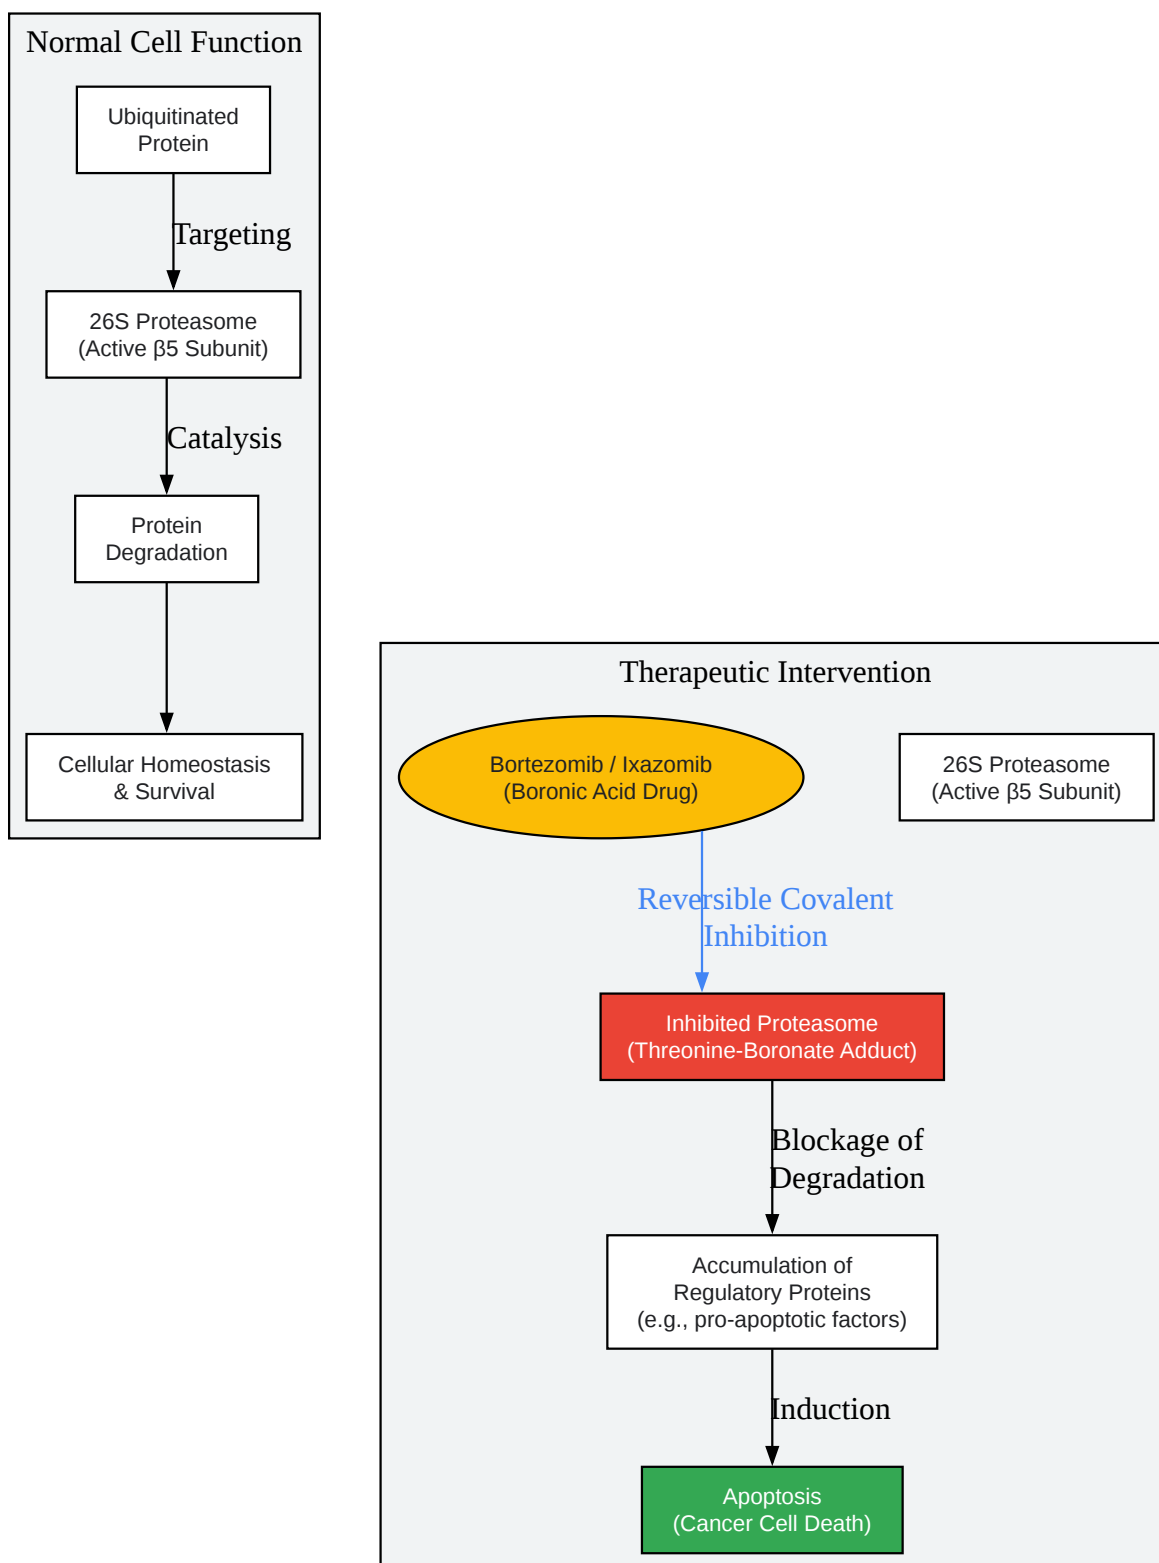 Normal Cell Function
Ubiquitinated
Protein
Targeting
26S Proteasome
(Active β5 Subunit)
Catalysis
Protein
Degradation
Cellular Homeostasis
& Survival
Therapeutic Intervention
Bortezomib / Ixazomib
(Boronic Acid Drug)
26S Proteasome
(Active β5 Subunit)
Reversible Covalent
Inhibition
Inhibited Proteasome
(Threonine-Boronate Adduct)
Blockage of
Degradation
Accumulation of
Regulatory Proteins
(e.g., pro-apoptotic factors)
Induction
Apoptosis
(Cancer Cell Death)